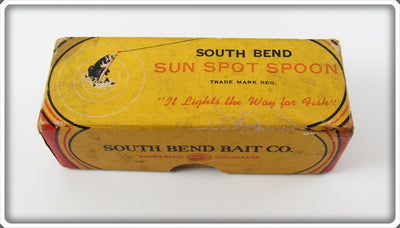 SOUTH BEND
SUN SPOT SPOON
TRADE MARK REG.
"It Lights the Way for Fish"
SOUTH BEND BAIT CO.
SOUTH BEND INDIANA USA